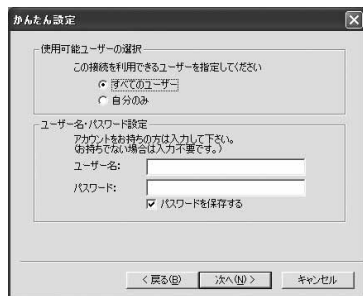 かんたん設定
使用可能ユーザーの選択
この接続を利用できるユーザーを指定してください
すべてのユーザー
自分のみ
ユーザー名・パスワード設定
アカウントをお持ちの方は入力して下さい。
(お持ちでない場合は入力不要です。)
ユーザー名:
パスワード:
パスワードを保存する
< 戻る(B)
次へ(N) >
キャンセル